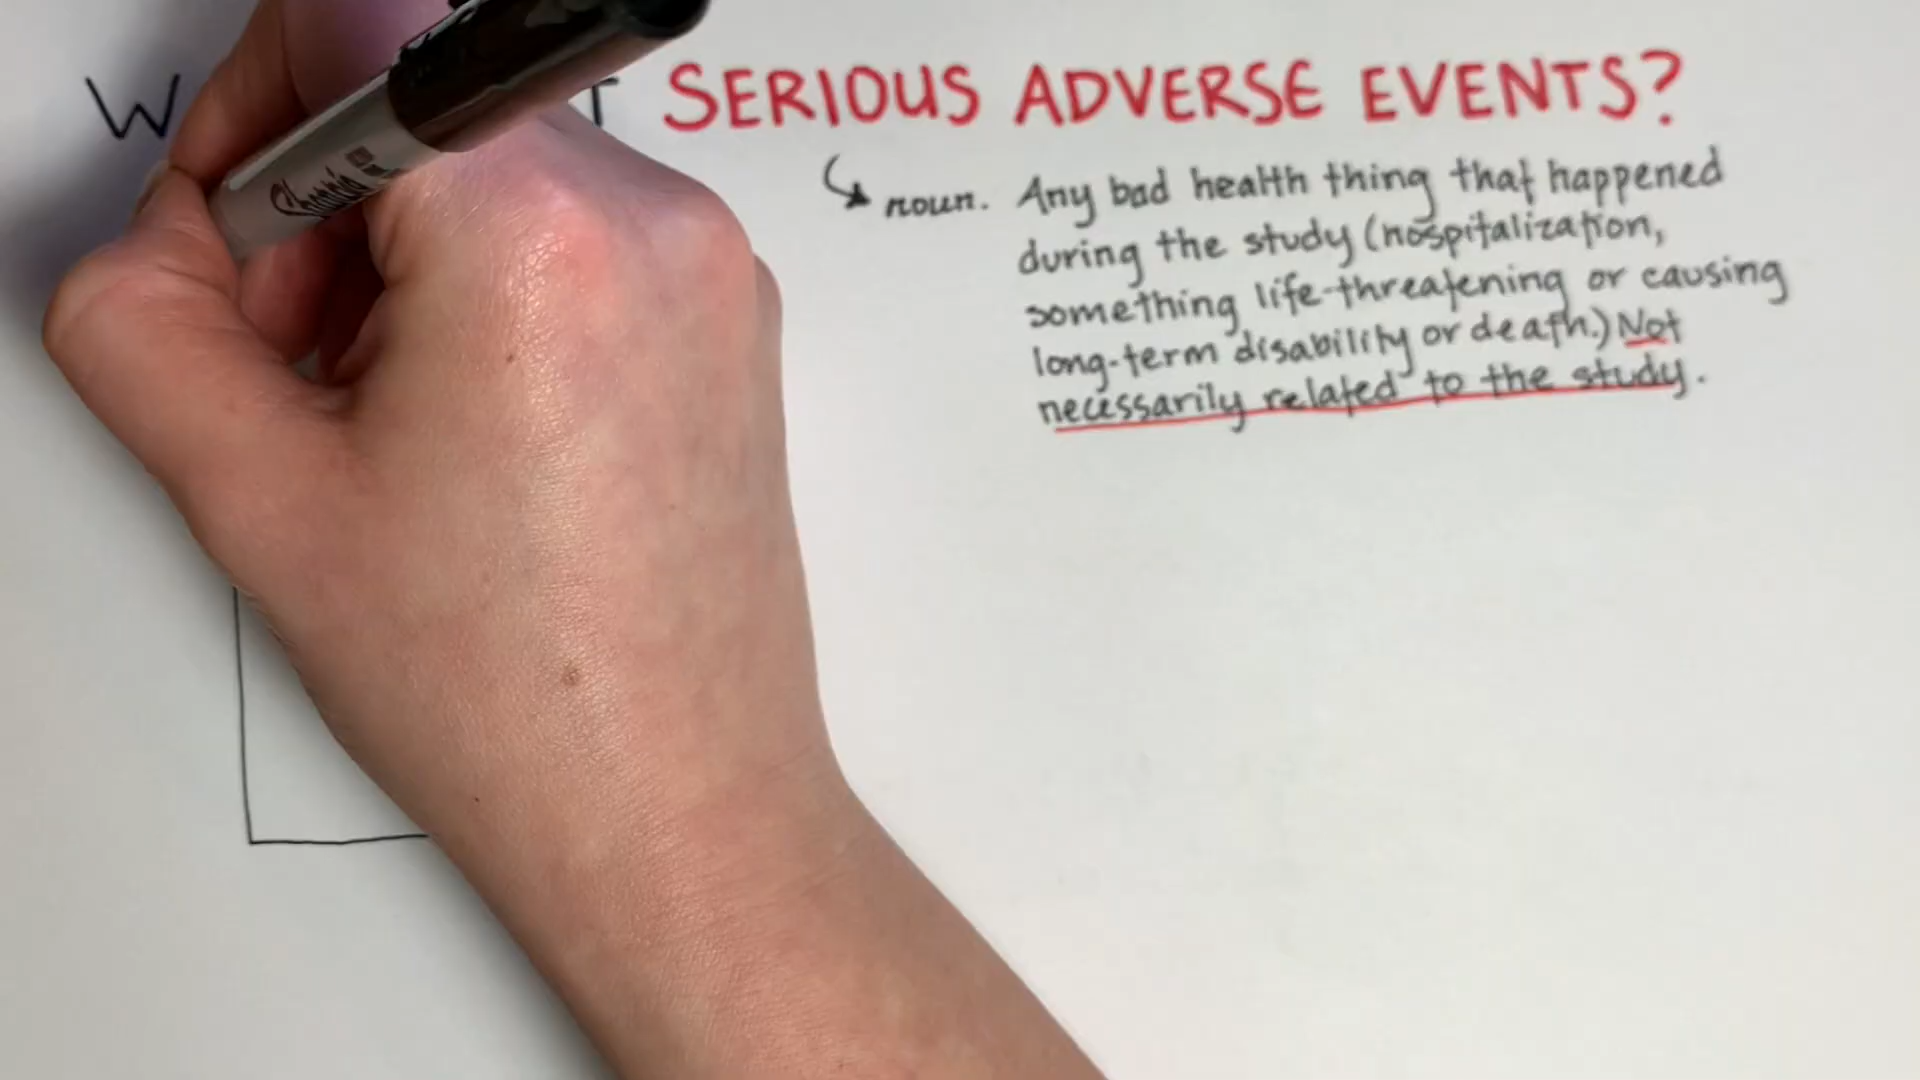 SERIOUS ADVERSE EVENTS?
noun. Any bad health thing that happened
during the study (hospitalization,
something life-threatening or causing
long-term disability or death.) Not
necessarily related to the study.
Sharpie